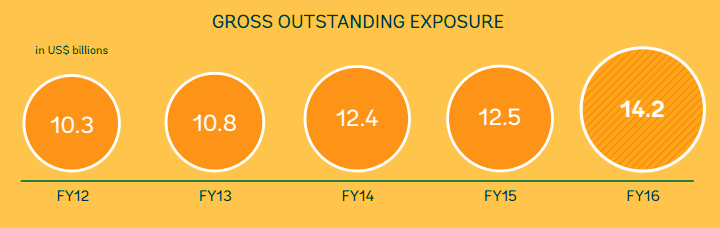 GROSS OUTSTANDING EXPOSURE
in US$ billions
10.3 10.8 12.4 12.5 14.2
FY12 FY13 FY14 FY15 FY16